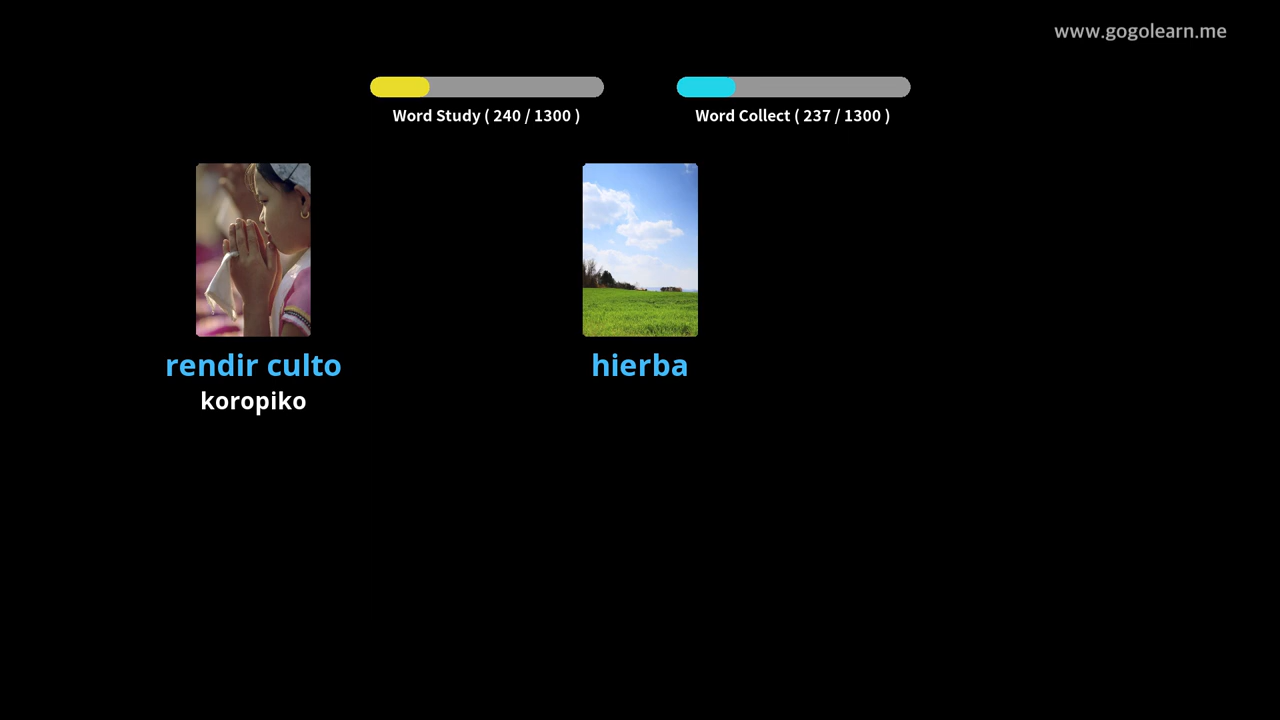 www.gogolearn.me
Word Study ( 240 / 1300 )
Word Collect ( 237 / 1300 )
rendir culto
koropiko
hierba